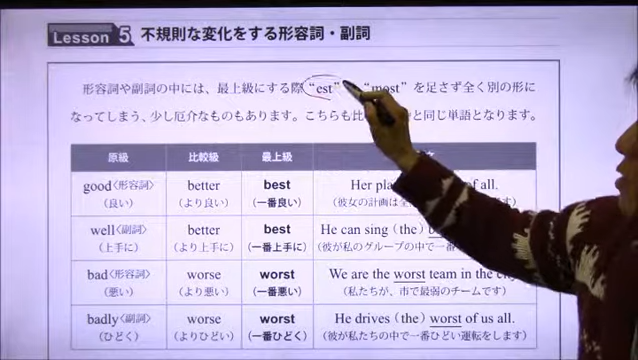 Lesson 5 不規則な変化をする形容詞・副詞
形容詞や副詞の中には、最上級にする際 “est” “most” を足さず全く別の形に
なってしまう、少し厄介なものもあります。こちらも比 と同じ単語となります。
原級 比較級 最上級
good〈形容詞〉 better best Her pla of all.
(良い) (より良い) (一番良い) (彼女の計画は全 す)
well〈副詞〉 better best He can sing (the)
(上手に) (より上手に) (一番上手に) (彼が私のグループの中で一
bad〈形容詞〉 worse worst We are the worst team in the city.
(悪い) (より悪い) (一番悪い) (私たちが、市で最弱のチームです)
badly〈副詞〉 worse worst He drives (the) worst of us all.
(ひどく) (よりひどい) (一番ひどく) (彼が私たちの中で一番ひどい運転をします)